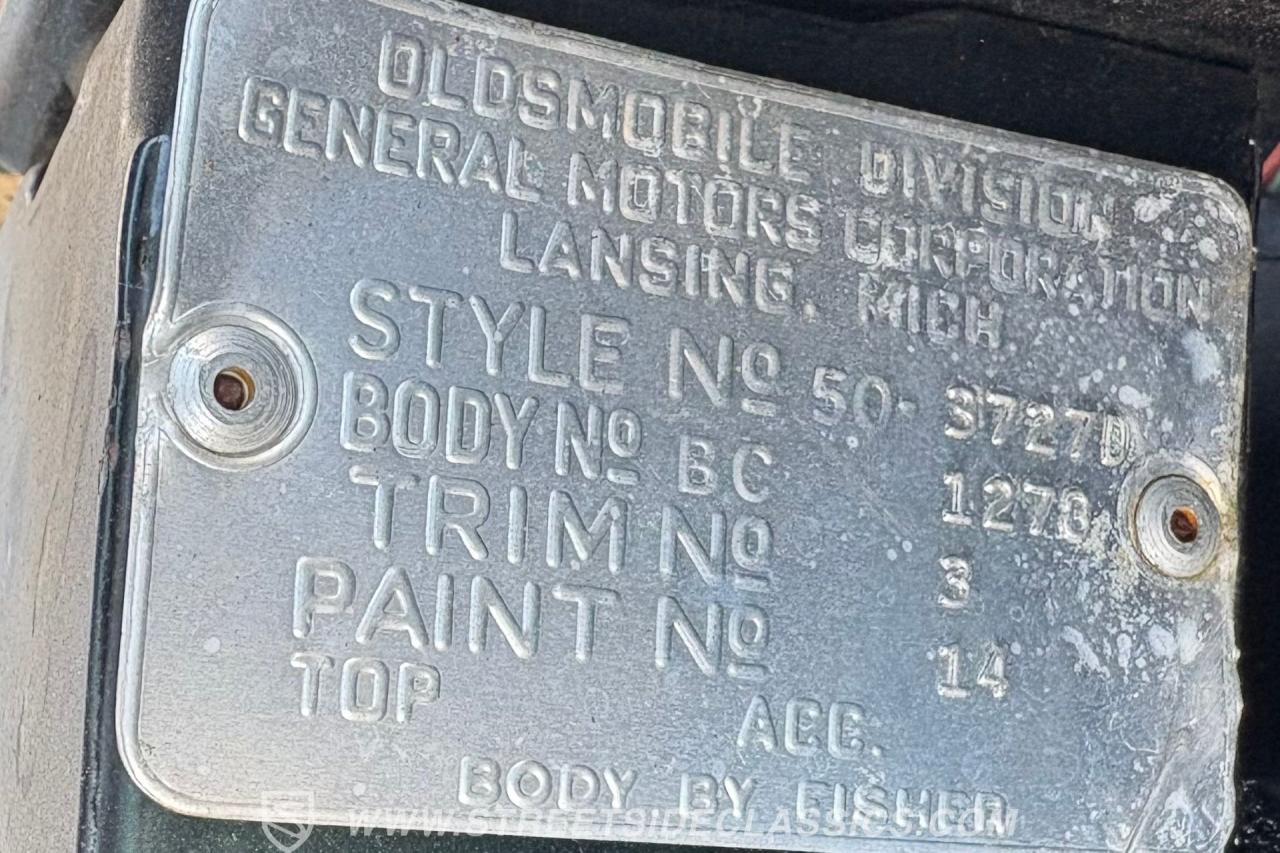 OLDSMOBILE DIVISION
GENERAL MOTORS CORPORATION
LANSING, MICH.
STYLE Nº 50- 3727D
BODY Nº BC 1278
TRIM Nº 3
PAINT Nº 14
TOP ACC.
BODY BY FISHER
WWW.STREETSIDECLASSICS.COM